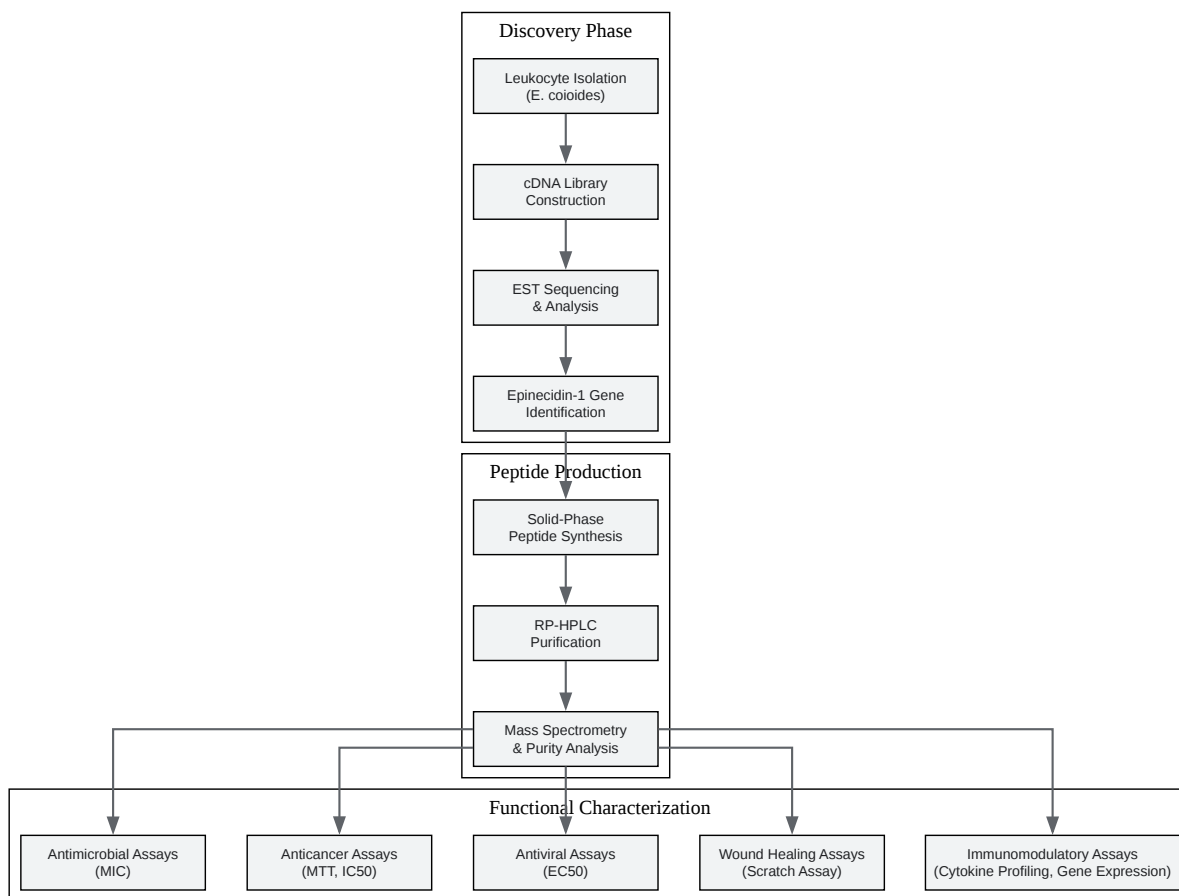 Discovery Phase
Leukocyte Isolation
(E. coioides)
cDNA Library
Construction
EST Sequencing
& Analysis
Epinecidin-1 Gene
Identification
Peptide Production
Solid-Phase
Peptide Synthesis
RP-HPLC
Purification
Mass Spectrometry
& Purity Analysis
Functional Characterization
Antimicrobial Assays
(MIC)
Anticancer Assays
(MTT, IC50)
Antiviral Assays
(EC50)
Wound Healing Assays
(Scratch Assay)
Immunomodulatory Assays
(Cytokine Profiling, Gene Expression)